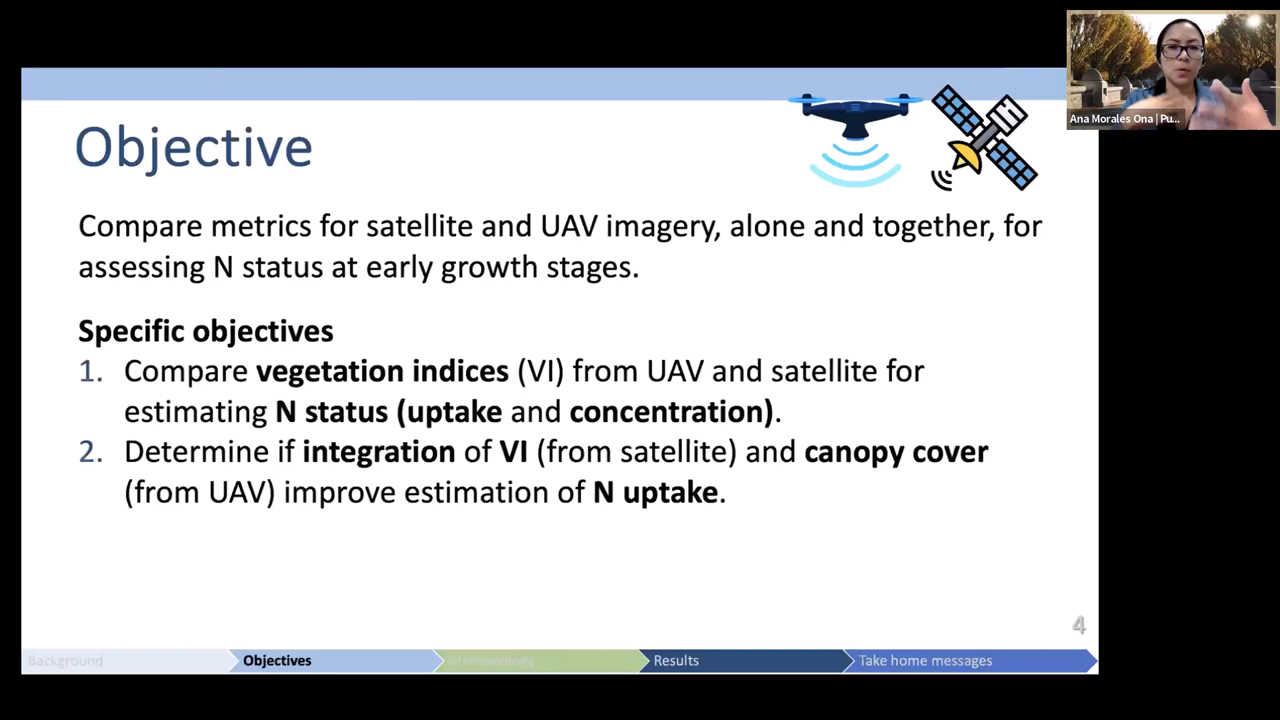 Ana Morales Ona | Pu...
Objective
Compare metrics for satellite and UAV imagery, alone and together, for
assessing N status at early growth stages.
Specific objectives
1. Compare vegetation indices (VI) from UAV and satellite for
estimating N status (uptake and concentration).
2. Determine if integration of VI (from satellite) and canopy cover
(from UAV) improve estimation of N uptake.
4
Background
Objectives
Methodology
Results
Take home messages